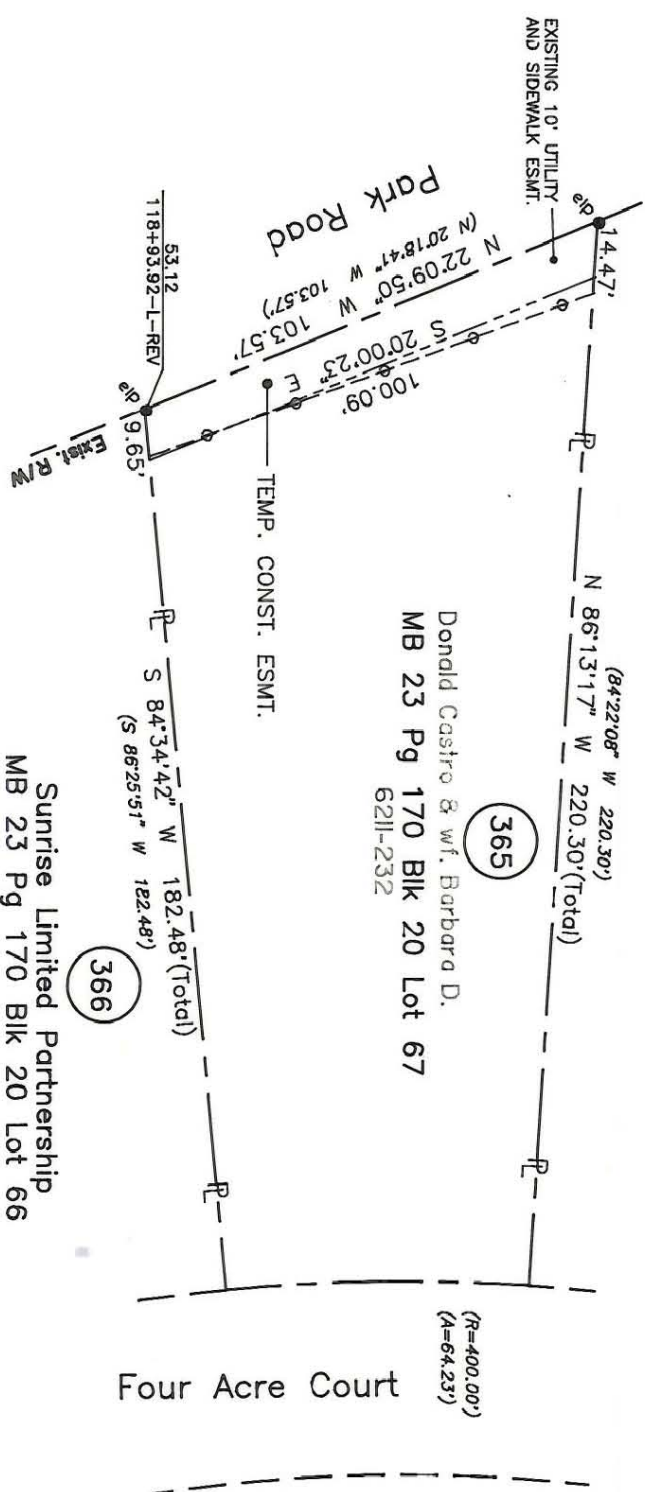 EXISTING 10' UTILITY
AND SIDEWALK ESMT.
eip
14.47'
Park Road
N 22°09'50" W 103.57'
(N 20°18'41" W 103.57')
S 20°00'23" E
100.09'
53.12
118+93.92-L-REV
eip
9.65'
Exist. R/W
TEMP. CONST. ESMT.
(84°22'08" W 220.30')
N 86°13'17" W 220.30'(Total)
365
Donald Castro & wf. Barbara D.
MB 23 Pg 170 Blk 20 Lot 67
6211-232
PL
PL
PL
PL
S 84°34'42" W 182.48'(Total)
(S 86°25'51" W 182.48')
366
Sunrise Limited Partnership
MB 23 Pg 170 Blk 20 Lot 66
(R=400.00')
(A=64.23')
Four Acre Court